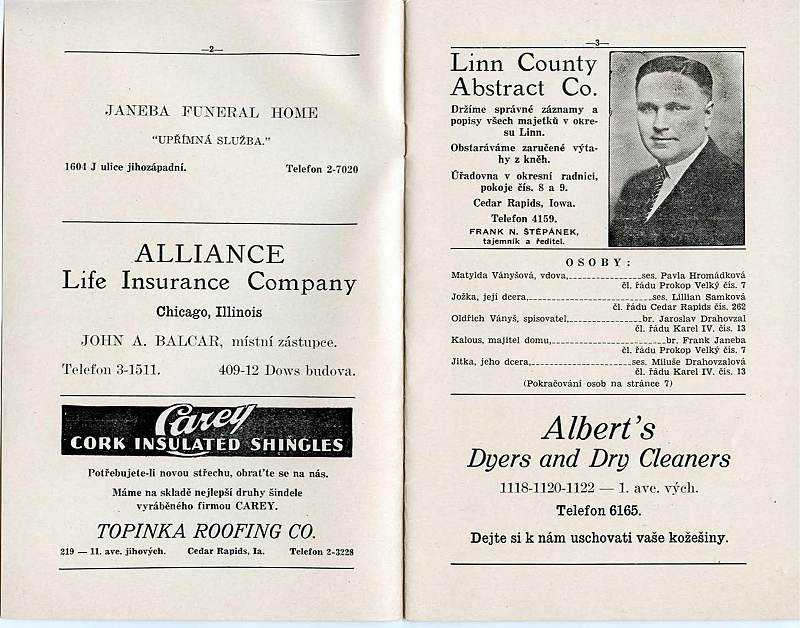 —2—
JANEBA FUNERAL HOME
“UPŘÍMNÁ SLUŽBA.”
1604 J ulice jihozápadní. Telefon 2-7020
ALLIANCE
Life Insurance Company
Chicago, Illinois
JOHN A. BALCAR, místní zástupce.
Telefon 3-1511. 409-12 Dows budova.
Carey
CORK INSULATED SHINGLES
Potřebujete-li novou střechu, obraťte se na nás.
Máme na skladě nejlepší druhy šindele
vyráběného firmou CAREY.
TOPINKA ROOFING CO.
219 — 11. ave. jihových. Cedar Rapids, Ia. Telefon 2-3228
—3—
Linn County
Abstract Co.
Držíme správné záznamy a
popisy všech majetků v okre-
su Linn.
Obstaráváme zaručené výta-
hy z kněh.
Úřadovna v okresní radnici,
pokoje čís. 8 a 9.
Cedar Rapids, Iowa.
Telefon 4159.
FRANK N. ŠTĚPÁNEK,
tajemník a ředitel.
OSOBY:
Matylda Ványšová, vdova, ses. Pavla Hromádková
čl. řádu Prokop Velký čís. 7
Jožka, její dcera, ses. Lillian Samková
čl. řádu Cedar Rapids čís. 262
Oldřich Ványš, spisovatel, br. Jaroslav Drahovzal
čl. řádu Karel IV. čís. 13
Kalous, majitel domu, br. Frank Janeba
čl. řádu Prokop Velký čís. 7
Jitka, jeho dcera, ses. Miluše Drahovzalová
čl. řádu Karel IV. čís. 13
(Pokračování osob na stránce 7)
Albert’s
Dyers and Dry Cleaners
1118-1120-1122 — 1. ave. vých.
Telefon 6165.
Dejte si k nám uschovati vaše kožešiny.